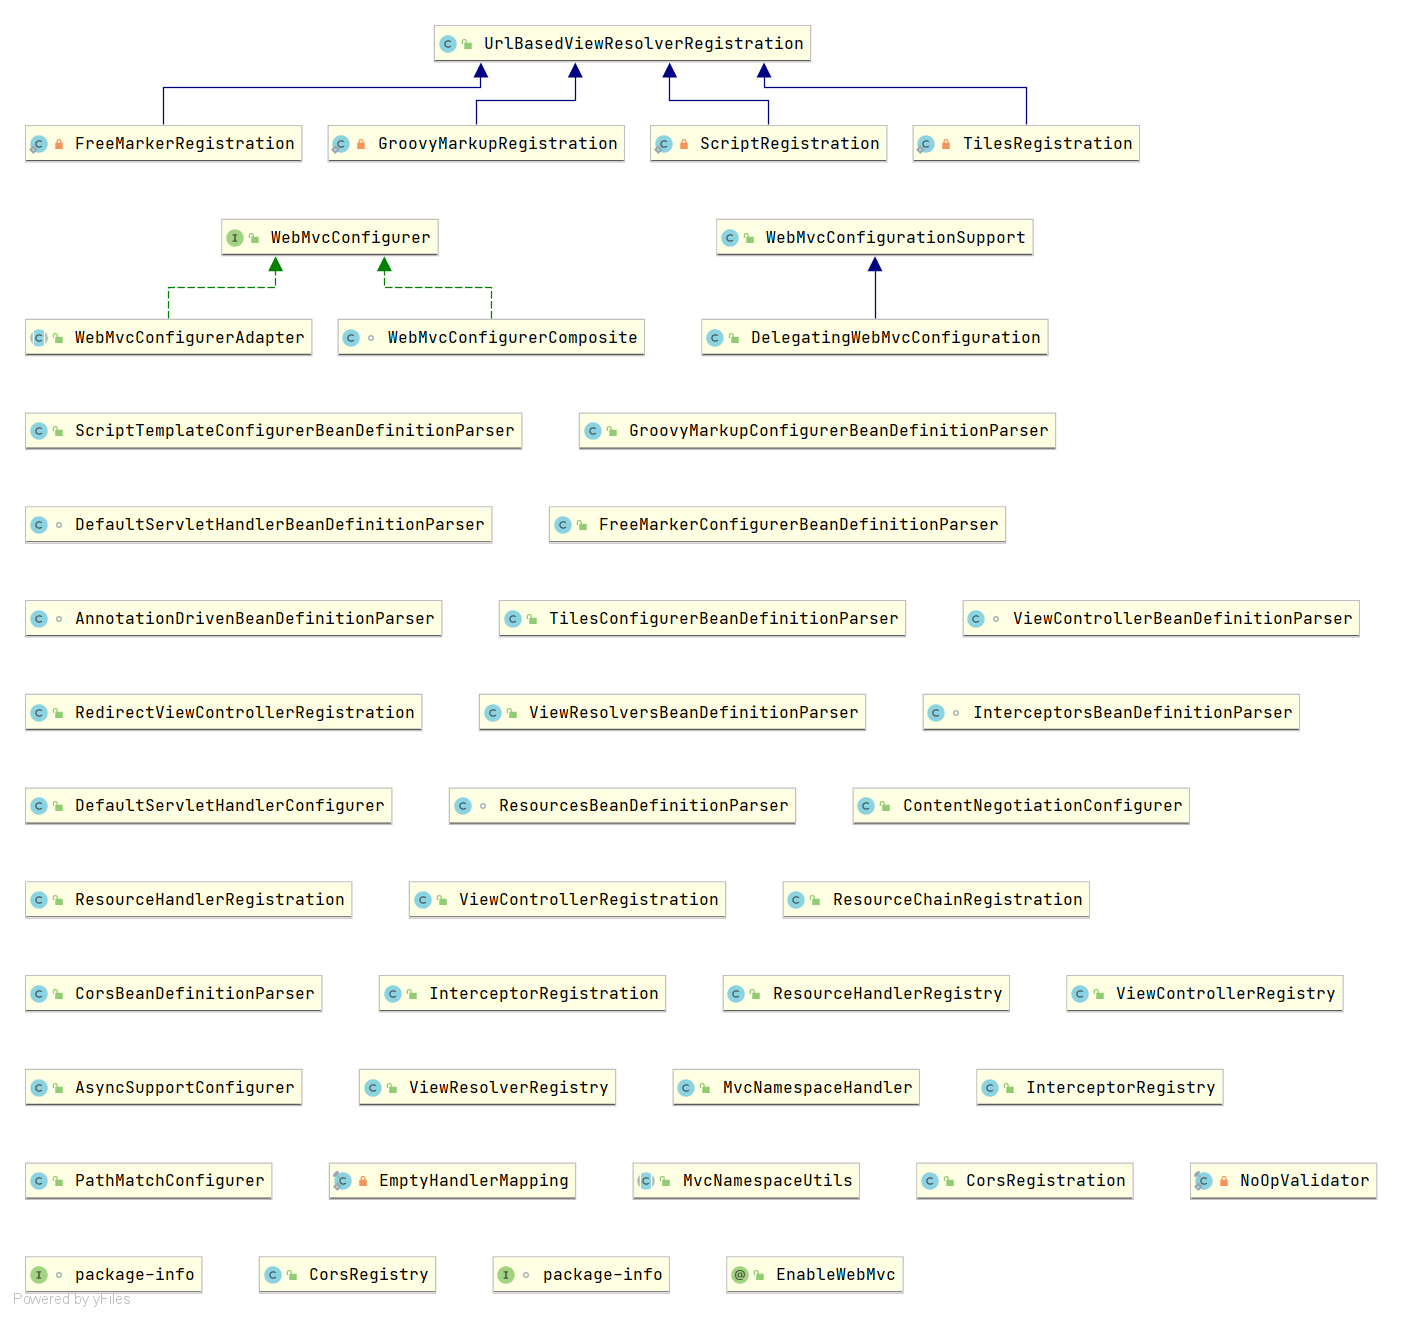 UrlBasedViewResolverRegistration
FreeMarkerRegistration GroovyMarkupRegistration ScriptRegistration TilesRegistration
WebMvcConfigurer WebMvcConfigurationSupport
WebMvcConfigurerAdapter WebMvcConfigurerComposite DelegatingWebMvcConfiguration
ScriptTemplateConfigurerBeanDefinitionParser GroovyMarkupConfigurerBeanDefinitionParser
DefaultServletHandlerBeanDefinitionParser FreeMarkerConfigurerBeanDefinitionParser
AnnotationDrivenBeanDefinitionParser TilesConfigurerBeanDefinitionParser ViewControllerBeanDefinitionParser
RedirectViewControllerRegistration ViewResolversBeanDefinitionParser InterceptorsBeanDefinitionParser
DefaultServletHandlerConfigurer ResourcesBeanDefinitionParser ContentNegotiationConfigurer
ResourceHandlerRegistration ViewControllerRegistration ResourceChainRegistration
CorsBeanDefinitionParser InterceptorRegistration ResourceHandlerRegistry ViewControllerRegistry
AsyncSupportConfigurer ViewResolverRegistry MvcNamespaceHandler InterceptorRegistry
PathMatchConfigurer EmptyHandlerMapping MvcNamespaceUtils CorsRegistration NoOpValidator
package-info CorsRegistry package-info EnableWebMvc
Powered by yFiles